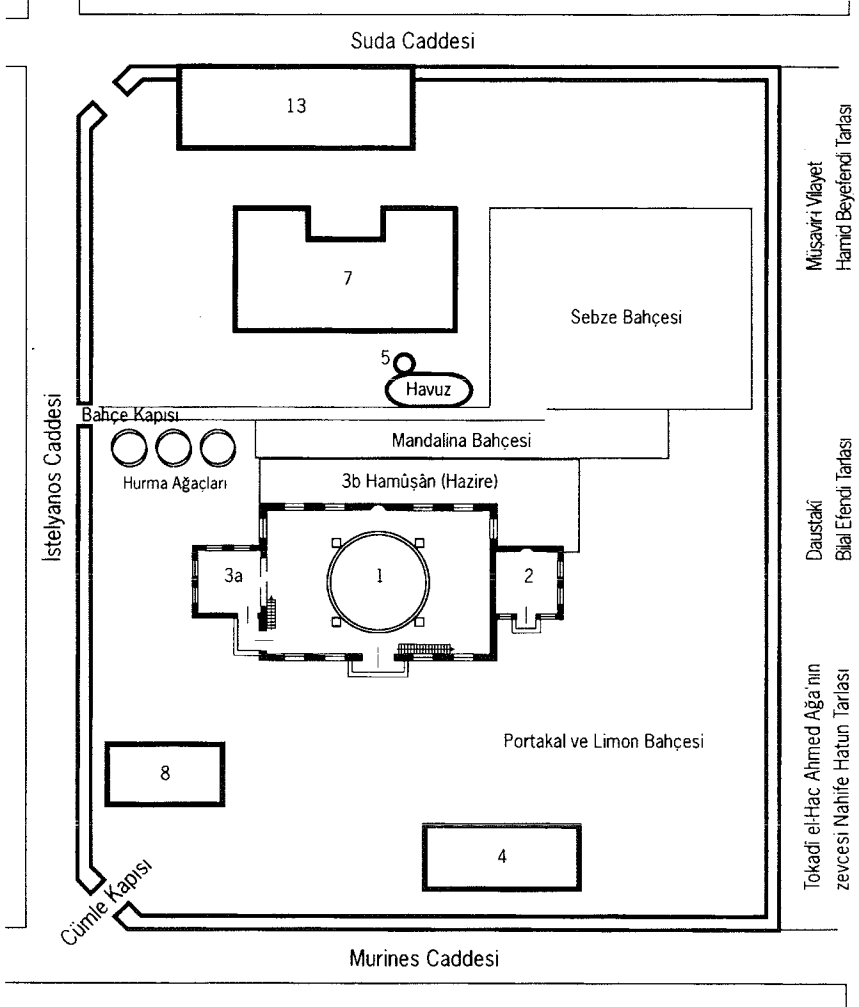 Suda Caddesi
13
Müşaviri Vilayet
Hamid Beyefendi Tarlası
7
Sebze Bahçesi
5
Havuz
İstelyanos Caddesi
Bahçe Kapısı
Mandalina Bahçesi
Hurma Ağaçları
3b Hamûşân (Hazire)
Daustakî
Bilal Efendi Tarlası
3a
1
2
Tokadî el-Hac Ahmed Ağa'nın
zevcesi Nahife Hatun Tarlası
Portakal ve Limon Bahçesi
8
4
Cümle Kapısı
Murines Caddesi